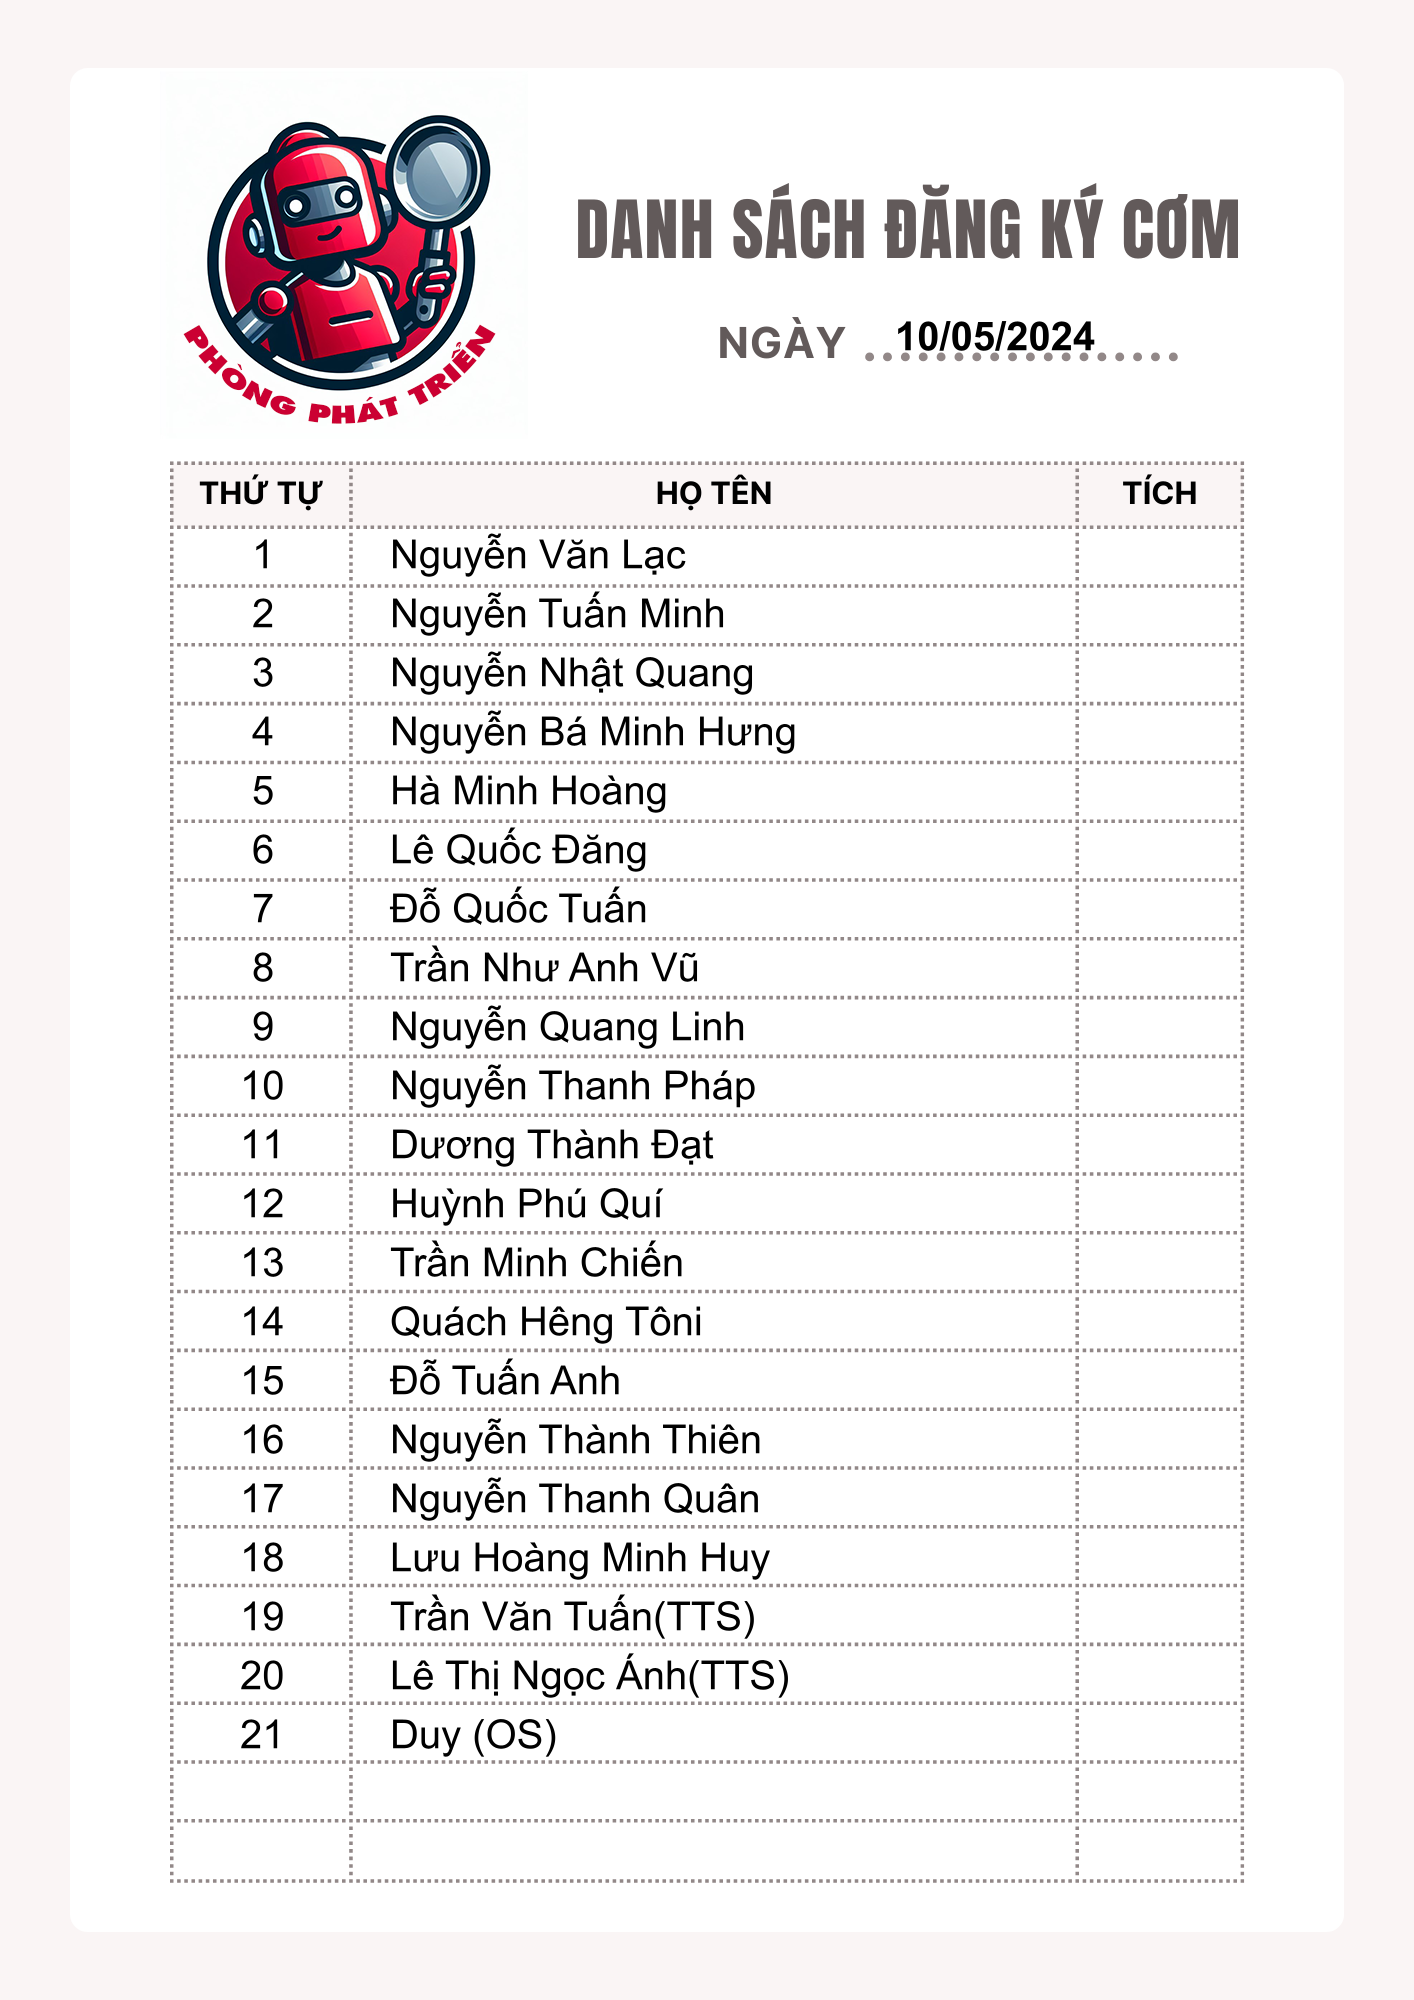 PHÒNG PHÁT TRIỂN
DANH SÁCH ĐĂNG KÝ CƠM
NGÀY 10/05/2024
THỨ TỰ HỌ TÊN TÍCH
1 Nguyễn Văn Lạc
2 Nguyễn Tuấn Minh
3 Nguyễn Nhật Quang
4 Nguyễn Bá Minh Hưng
5 Hà Minh Hoàng
6 Lê Quốc Đăng
7 Đỗ Quốc Tuấn
8 Trần Như Anh Vũ
9 Nguyễn Quang Linh
10 Nguyễn Thanh Pháp
11 Dương Thành Đạt
12 Huỳnh Phú Quí
13 Trần Minh Chiến
14 Quách Hêng Tôni
15 Đỗ Tuấn Anh
16 Nguyễn Thành Thiên
17 Nguyễn Thanh Quân
18 Lưu Hoàng Minh Huy
19 Trần Văn Tuấn(TTS)
20 Lê Thị Ngọc Ánh(TTS)
21 Duy (OS)